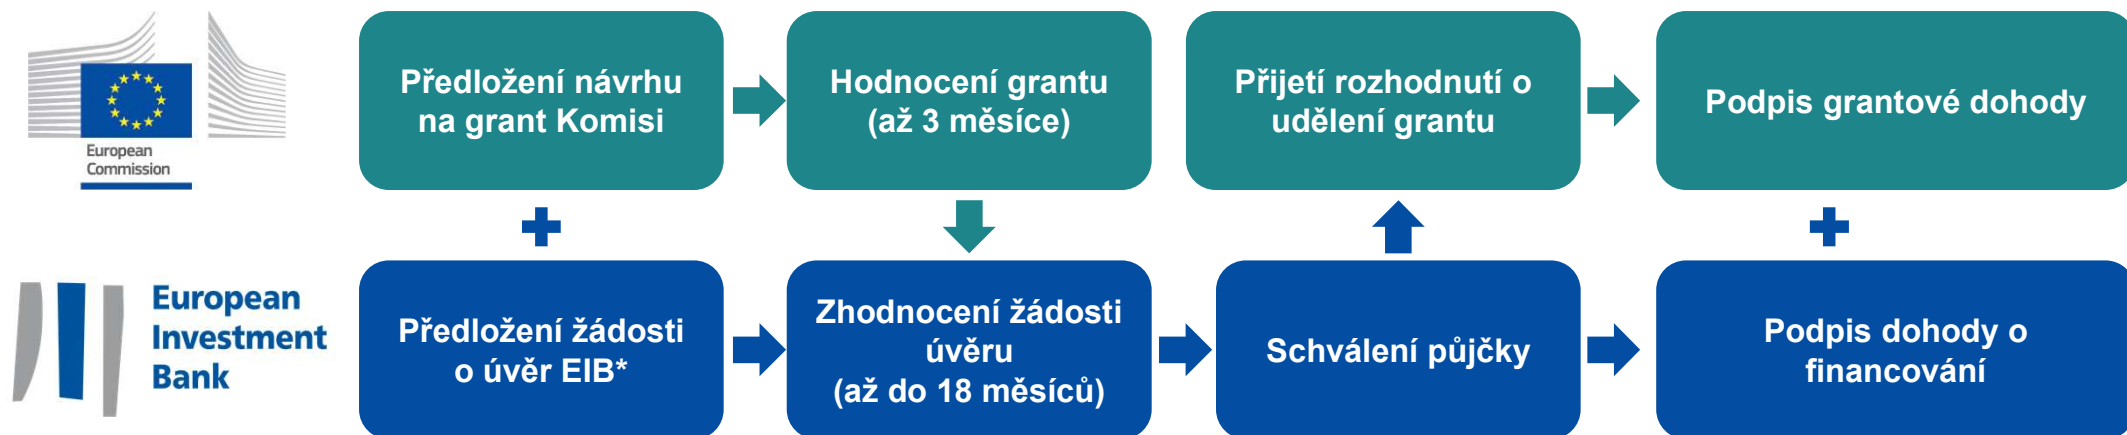 European
Commission
Předložení návrhu
na grant Komisi
Hodnocení grantu
(až 3 měsíce)
Přijetí rozhodnutí o
udělení grantu
Podpis grantové dohody
European
Investment
Bank
Předložení žádosti
o úvěr EIB*
Zhodnocení žádosti
úvěru
(až do 18 měsíců)
Schválení půjčky
Podpis dohody o
financování